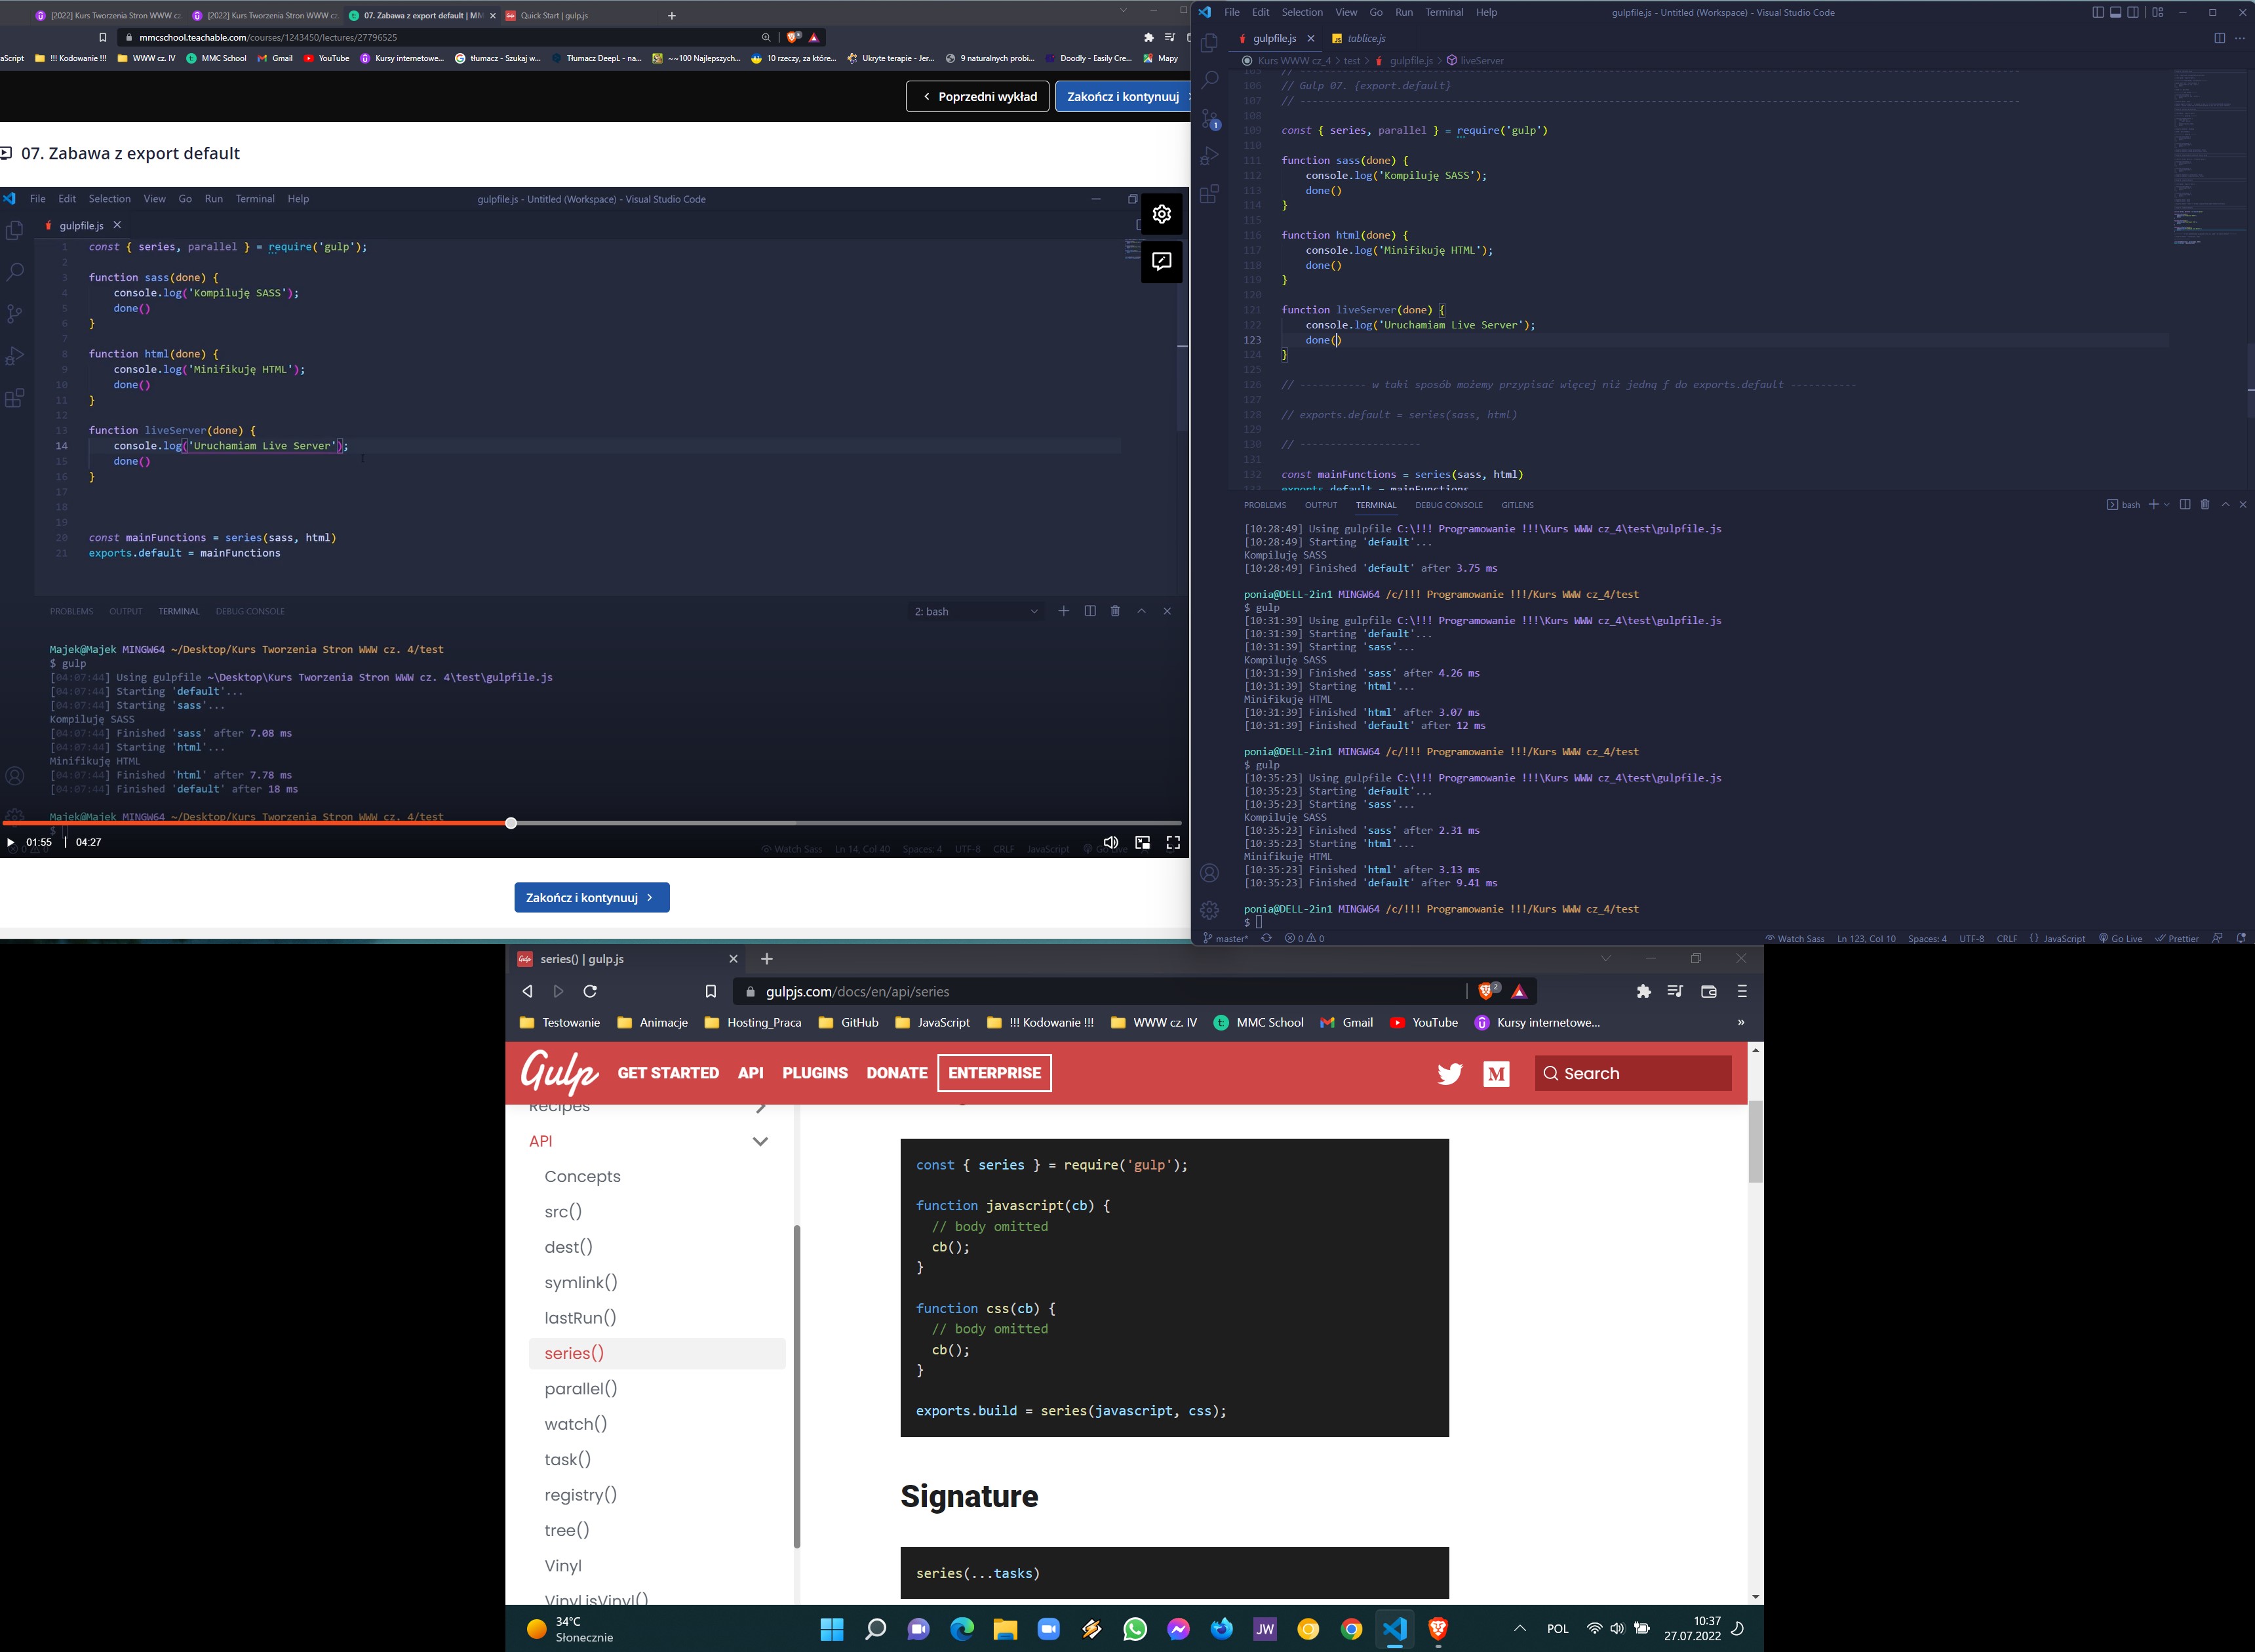 [2022] Kurs Tworzenia Stron WWW cz
[2022] Kurs Tworzenia Stron WWW cz
07. Zabawa z export default | MM
Quick Start | gulp.js
mmcschool.teachable.com/courses/1243450/lectures/27796525
aScript
!!! Kodowanie !!!
WWW cz. IV
MMC School
Gmail
YouTube
Kursy internetowe...
tłumacz - Szukaj w...
Tłumacz DeepL - na...
~~100 Najlepszych...
10 rzeczy, za które...
Ukryte terapie - Jer...
9 naturalnych probi...
Doodly - Easily Cre...
Mapy
Poprzedni wykład
Zakończ i kontynuuj
07. Zabawa z export default
File Edit Selection View Go Run Terminal Help
gulpfile.js - Untitled (Workspace) - Visual Studio Code
gulpfile.js
1 const { series, parallel } = require('gulp');
2
3 function sass(done) {
4 console.log('Kompiluję SASS');
5 done()
6 }
7
8 function html(done) {
9 console.log('Minifikuję HTML');
10 done()
11 }
12
13 function liveServer(done) {
14 console.log('Uruchamiam Live Server');
15 done()
16 }
17
18
19
20 const mainFunctions = series(sass, html)
21 exports.default = mainFunctions
PROBLEMS OUTPUT TERMINAL DEBUG CONSOLE
2: bash
Majek@Majek MINGW64 ~/Desktop/Kurs Tworzenia Stron WWW cz. 4/test
$ gulp
[04:07:44] Using gulpfile ~\Desktop\Kurs Tworzenia Stron WWW cz. 4\test\gulpfile.js
[04:07:44] Starting 'default'...
[04:07:44] Starting 'sass'...
Kompiluję SASS
[04:07:44] Finished 'sass' after 7.08 ms
[04:07:44] Starting 'html'...
Minifikuję HTML
[04:07:44] Finished 'html' after 7.78 ms
[04:07:44] Finished 'default' after 18 ms
Majek@Majek MINGW64 ~/Desktop/Kurs Tworzenia Stron WWW cz. 4/test
$
01:55 | 04:27
Watch Sass Ln 14, Col 40 Spaces: 4 UTF-8 CRLF JavaScript Go Live
Zakończ i kontynuuj
File Edit Selection View Go Run Terminal Help
gulpfile.js - Untitled (Workspace) - Visual Studio Code
gulpfile.js
tablice.js
Kurs WWW cz_4 > test > gulpfile.js > liveServer
105 // ------------------------------
106 // Gulp 07. {export.default}
107 // ------------------------------
108
109 const { series, parallel } = require('gulp')
110
111 function sass(done) {
112 console.log('Kompiluję SASS');
113 done()
114 }
115
116 function html(done) {
117 console.log('Minifikuję HTML');
118 done()
119 }
120
121 function liveServer(done) {
122 console.log('Uruchamiam Live Server');
123 done()
124 }
125
126 // ----------- w taki sposób możemy przypisać więcej niż jedną f do exports.default -----------
127
128 // exports.default = series(sass, html)
129
130 // --------------------
131
132 const mainFunctions = series(sass, html)
133 exports.default = mainFunctions
PROBLEMS OUTPUT TERMINAL DEBUG CONSOLE GITLENS
bash
[10:28:49] Using gulpfile C:\!!! Programowanie !!!\Kurs WWW cz_4\test\gulpfile.js
[10:28:49] Starting 'default'...
Kompiluję SASS
[10:28:49] Finished 'default' after 3.75 ms
ponia@DELL-2in1 MINGW64 /c/!!! Programowanie !!!/Kurs WWW cz_4/test
$ gulp
[10:31:39] Using gulpfile C:\!!! Programowanie !!!\Kurs WWW cz_4\test\gulpfile.js
[10:31:39] Starting 'default'...
[10:31:39] Starting 'sass'...
Kompiluję SASS
[10:31:39] Finished 'sass' after 4.26 ms
[10:31:39] Starting 'html'...
Minifikuję HTML
[10:31:39] Finished 'html' after 3.07 ms
[10:31:39] Finished 'default' after 12 ms
ponia@DELL-2in1 MINGW64 /c/!!! Programowanie !!!/Kurs WWW cz_4/test
$ gulp
[10:35:23] Using gulpfile C:\!!! Programowanie !!!\Kurs WWW cz_4\test\gulpfile.js
[10:35:23] Starting 'default'...
[10:35:23] Starting 'sass'...
Kompiluję SASS
[10:35:23] Finished 'sass' after 2.31 ms
[10:35:23] Starting 'html'...
Minifikuję HTML
[10:35:23] Finished 'html' after 3.13 ms
[10:35:23] Finished 'default' after 9.41 ms
ponia@DELL-2in1 MINGW64 /c/!!! Programowanie !!!/Kurs WWW cz_4/test
$
master* 0 0 Watch Sass Ln 123, Col 10 Spaces: 4 UTF-8 CRLF JavaScript Go Live Prettier
series() | gulp.js
gulpjs.com/docs/en/api/series
2
Testowanie
Animacje
Hosting_Praca
GitHub
JavaScript
!!! Kodowanie !!!
WWW cz. IV
MMC School
Gmail
YouTube
Kursy internetowe...
»
Gulp
GET STARTED API PLUGINS DONATE ENTERPRISE
M
Search
Recipes
API
Concepts
src()
dest()
symlink()
lastRun()
series()
parallel()
watch()
task()
registry()
tree()
Vinyl
Vinyl.isVinyl()
const { series } = require('gulp');
function javascript(cb) {
// body omitted
cb();
}
function css(cb) {
// body omitted
cb();
}
exports.build = series(javascript, css);
Signature
series(...tasks)
34°C
Słonecznie
JW
POL
10:37
27.07.2022